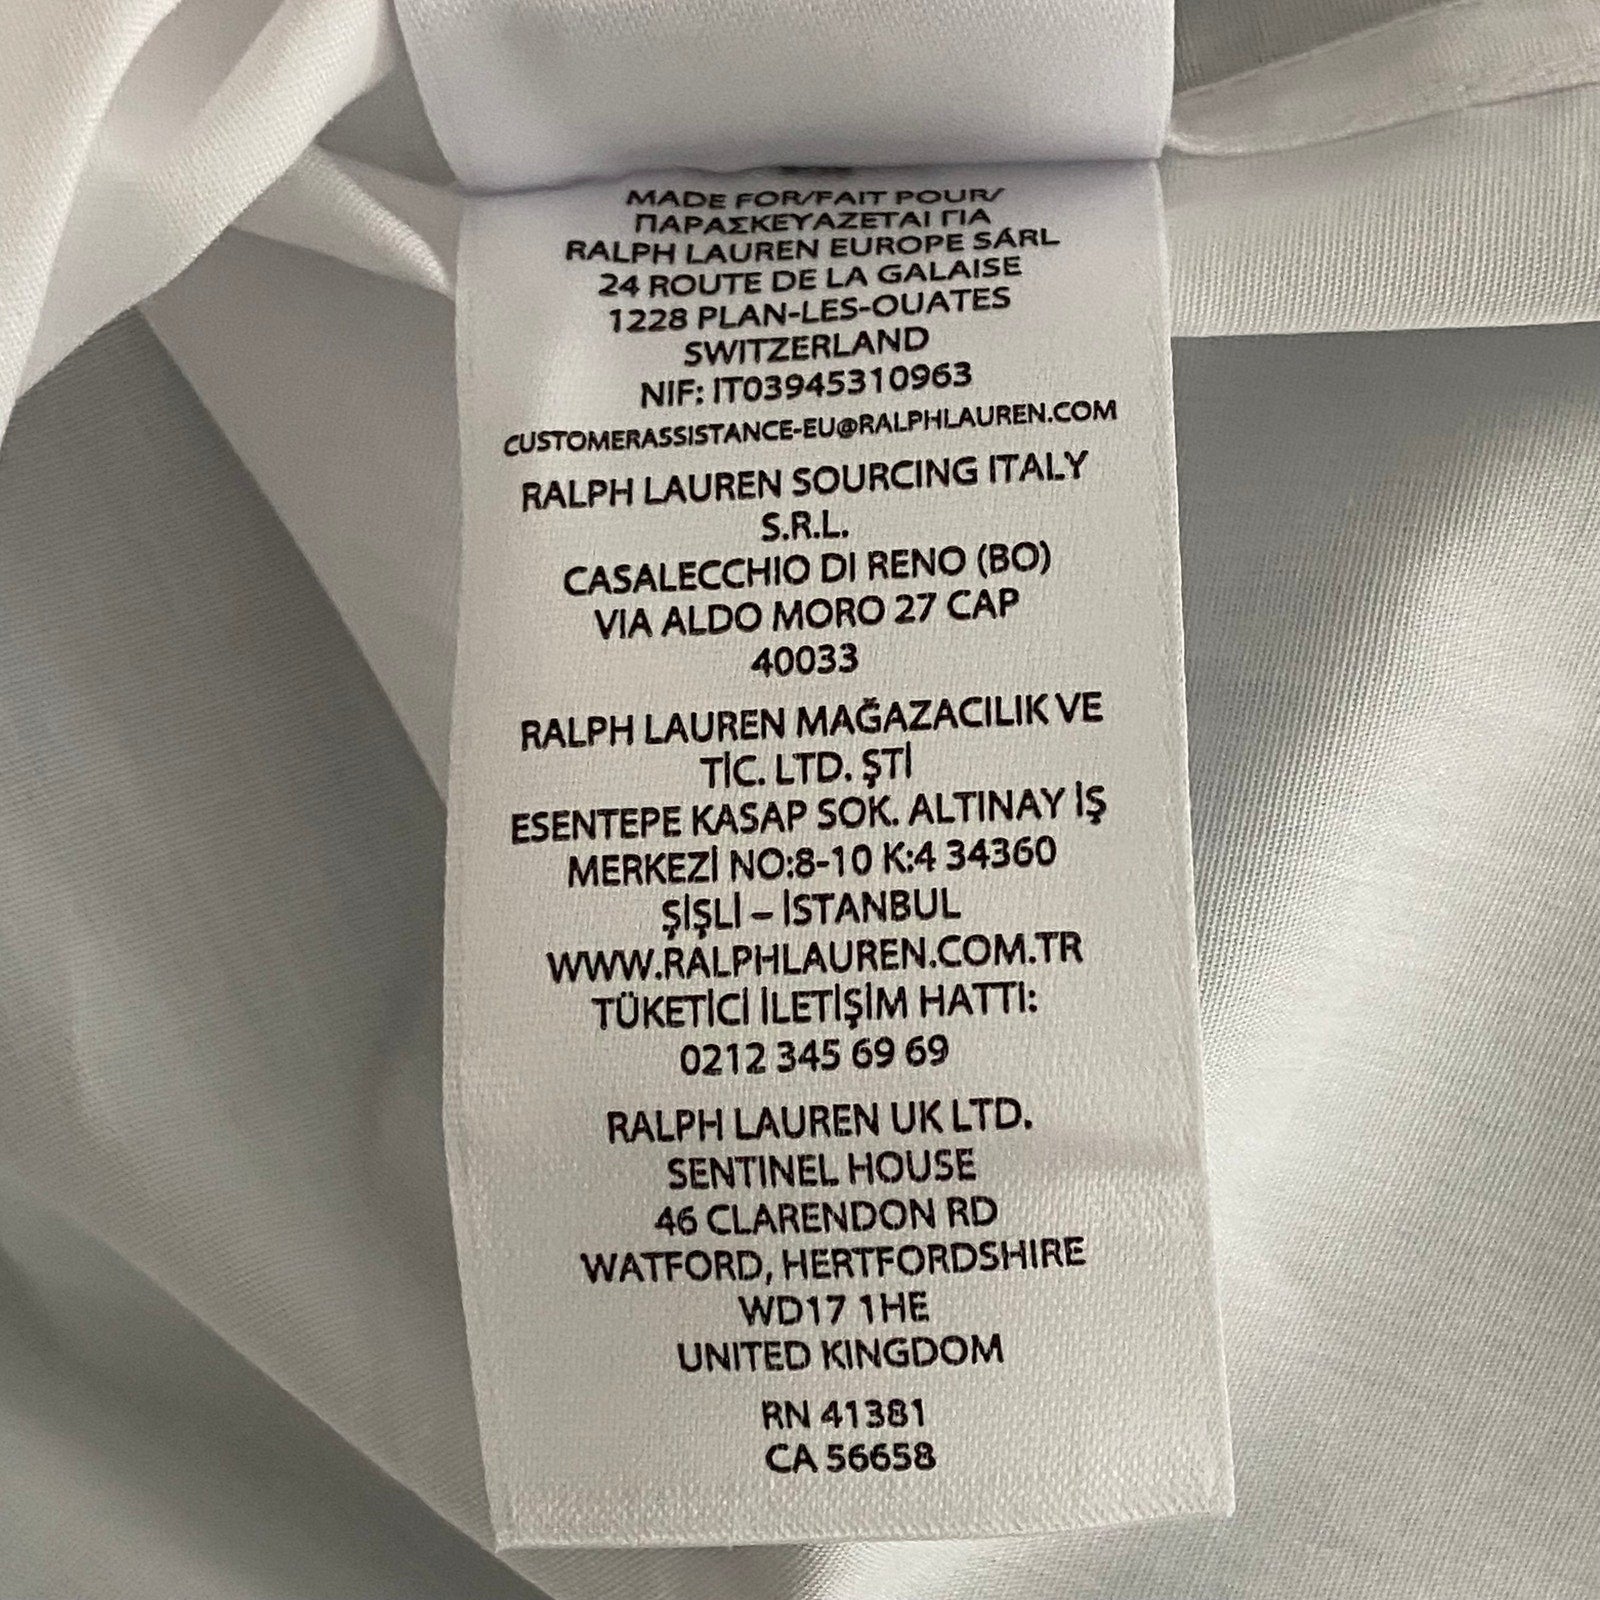 MADE FOR/FAIT POUR/
ΠΑΡΑΣΚΕΥΑΖΕΤΑΙ ΓΙΑ
RALPH LAUREN EUROPE SÁRL
24 ROUTE DE LA GALAISE
1228 PLAN-LES-OUATES
SWITZERLAND
NIF: IT03945310963
CUSTOMERASSISTANCE-EU@RALPHLAUREN.COM
RALPH LAUREN SOURCING ITALY
S.R.L.
CASALECCHIO DI RENO (BO)
VIA ALDO MORO 27 CAP
40033
RALPH LAUREN MAĞAZACILIK VE
TİC. LTD. ŞTİ
ESENTEPE KASAP SOK. ALTINAY İŞ
MERKEZİ NO:8-10 K:4 34360
ŞİŞLİ – İSTANBUL
WWW.RALPHLAUREN.COM.TR
TÜKETİCİ İLETİŞİM HATTI:
0212 345 69 69
RALPH LAUREN UK LTD.
SENTINEL HOUSE
46 CLARENDON RD
WATFORD, HERTFORDSHIRE
WD17 1HE
UNITED KINGDOM
RN 41381
CA 56658